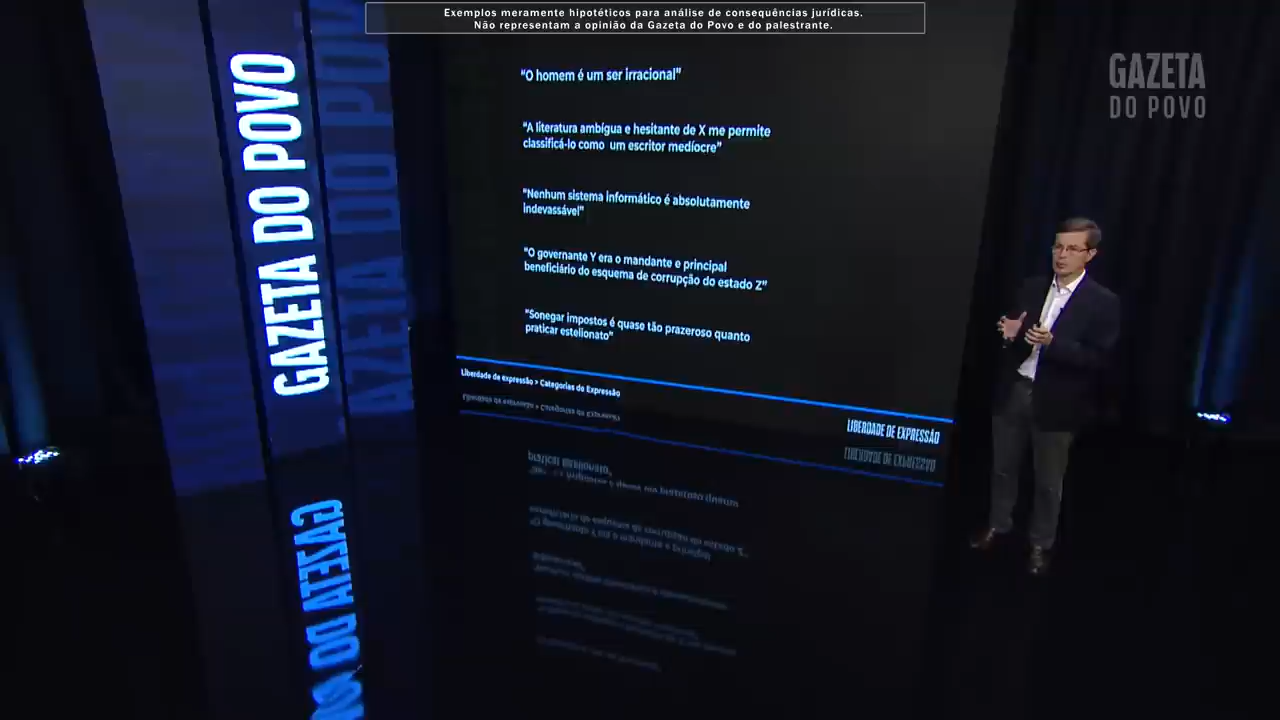 Exemplos meramente hipotéticos para análise de consequências jurídicas.
Não representam a opinião da Gazeta do Povo e do palestrante.
GAZETA
DO POVO
GAZETA DO POVO
"O homem é um ser irracional"
"A literatura ambígua e hesitante de X me permite
classificá-lo como um escritor medíocre"
"Nenhum sistema informático é absolutamente
indevassável"
"O governante Y era o mandante e principal
beneficiário do esquema de corrupção do estado Z"
"Sonegar impostos é quase tão prazeroso quanto
praticar estelionato"
Liberdade de expressão > Categorias de Expressão
LIBERDADE DE EXPRESSÃO